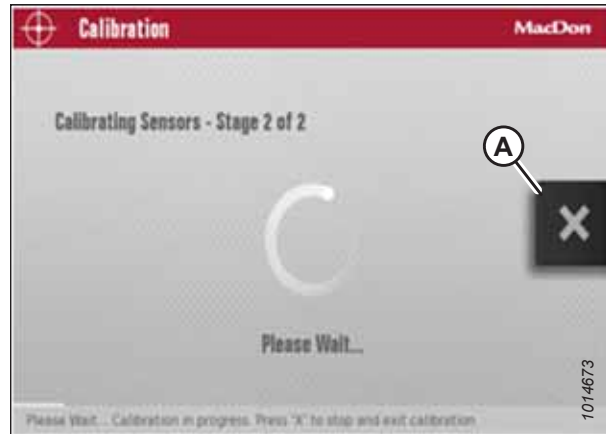 Calibration
MacDon
Calibrating Sensors - Stage 2 of 2
A
X
Please Wait...
1014673
Please Wait... Calibration in progress. Press "X" to stop and exit calibration